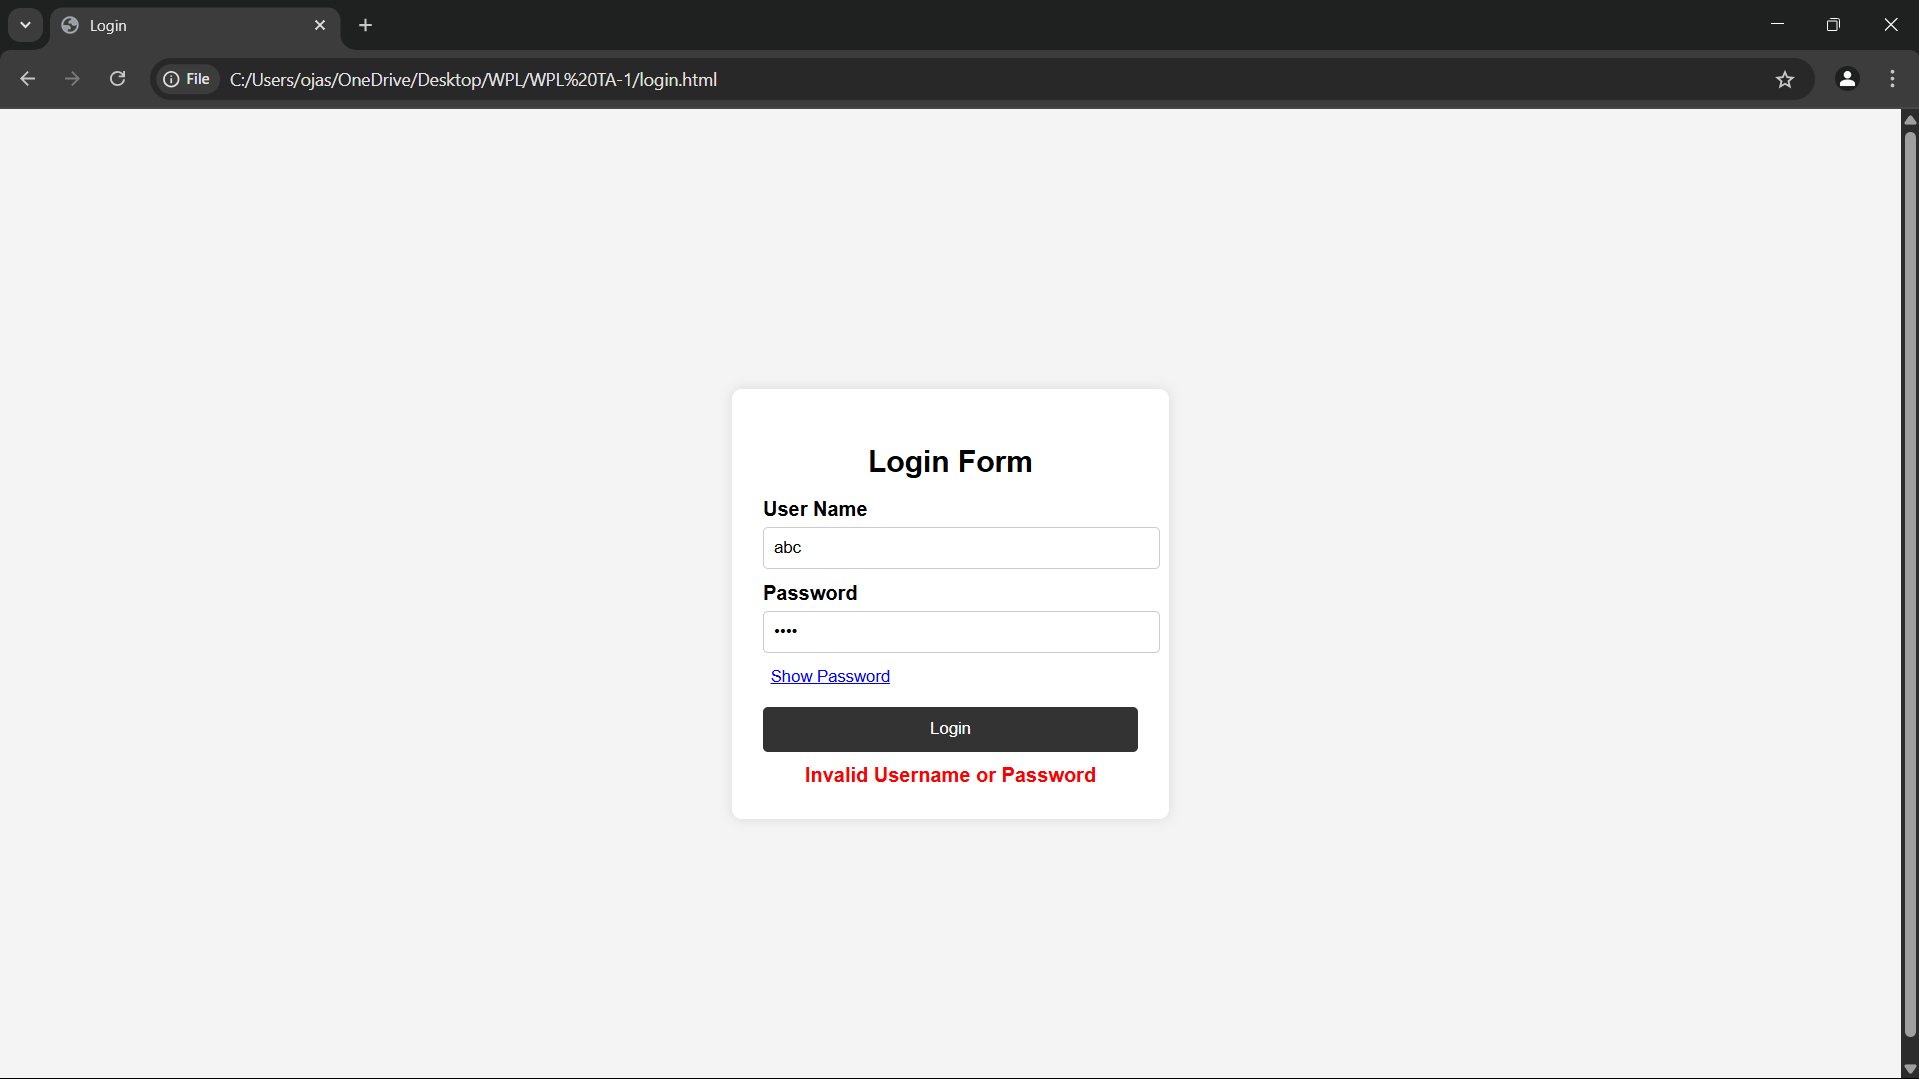 Login
File C:/Users/ojas/OneDrive/Desktop/WPL/WPL%20TA-1/login.html
Login Form
User Name
abc
Password
••••
Show Password
Login
Invalid Username or Password